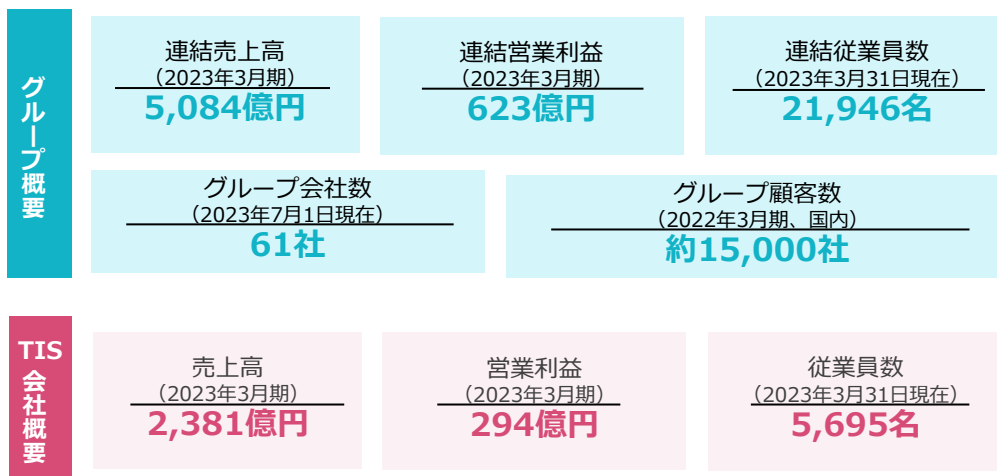 グループ概要
連結売上高
（2023年3月期）
5,084億円
連結営業利益
（2023年3月期）
623億円
連結従業員数
（2023年3月31日現在）
21,946名
グループ会社数
（2023年7月1日現在）
61社
グループ顧客数
（2022年3月期、国内）
約15,000社
TIS
会社概要
売上高
（2023年3月期）
2,381億円
営業利益
（2023年3月期）
294億円
従業員数
（2023年3月31日現在）
5,695名